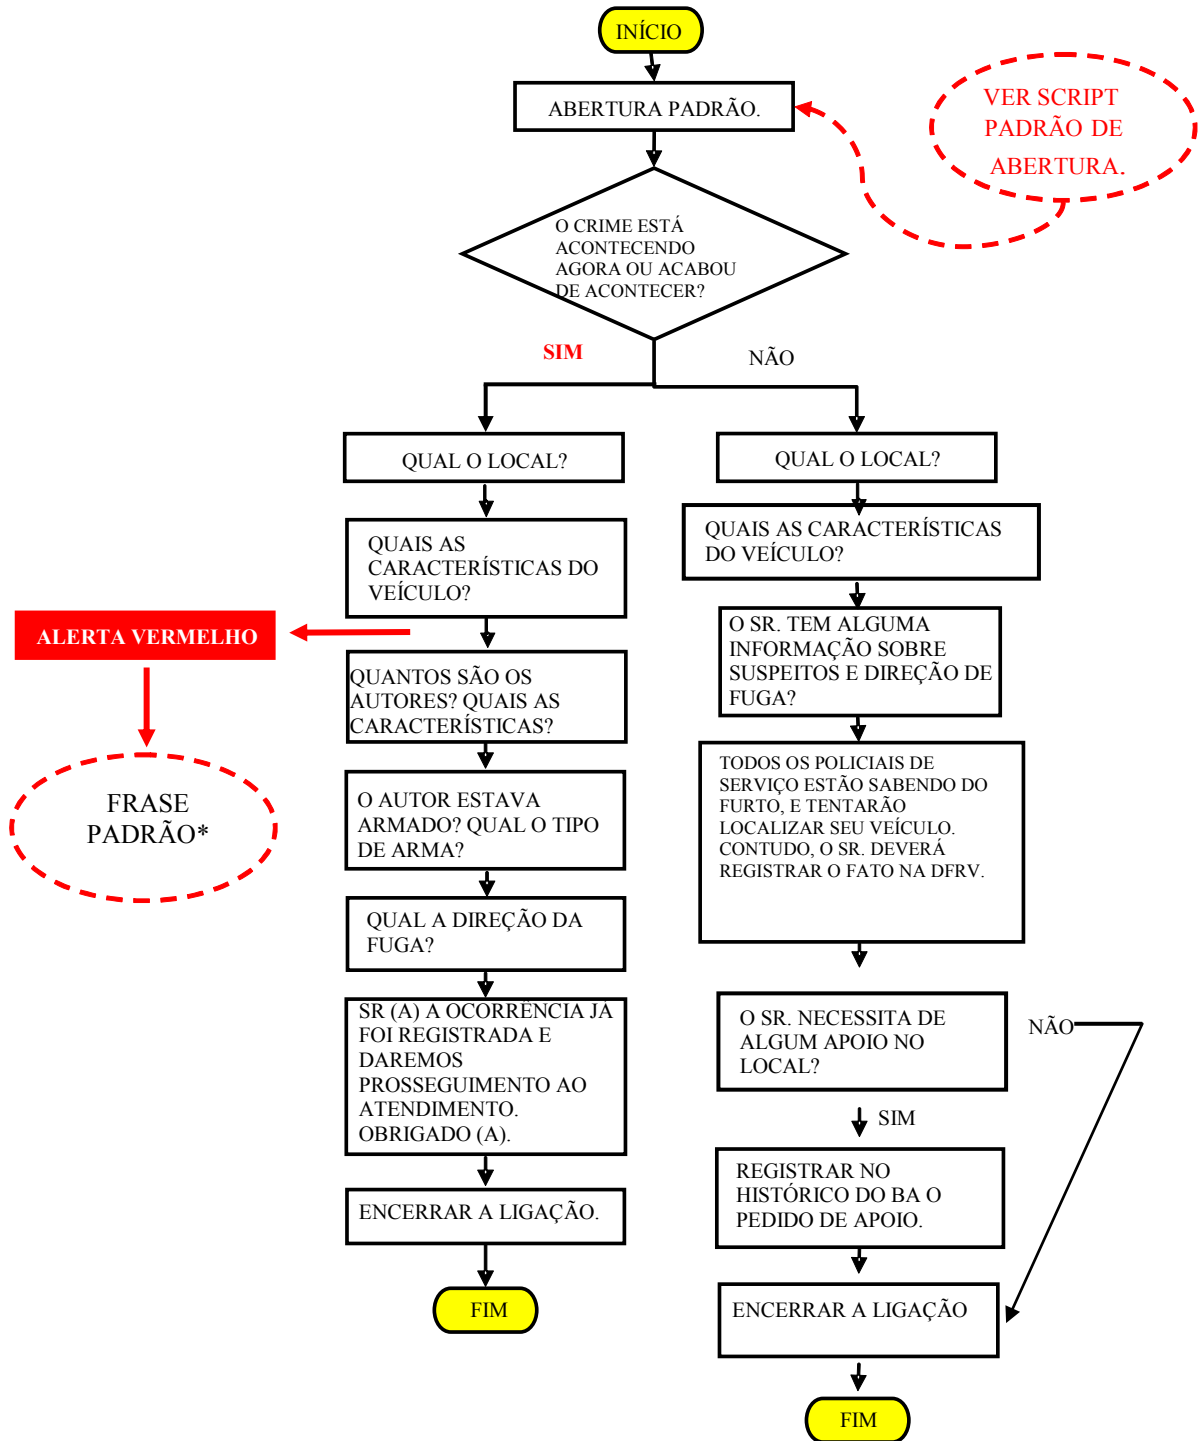 INÍCIO
ABERTURA PADRÃO.
VER SCRIPT
PADRÃO DE
ABERTURA.
O CRIME ESTÁ
ACONTECENDO
AGORA OU ACABOU
DE ACONTECER?
SIM
NÃO
QUAL O LOCAL?
QUAIS AS
CARACTERÍSTICAS DO
VEÍCULO?
ALERTA VERMELHO
FRASE
PADRÃO*
QUANTOS SÃO OS
AUTORES? QUAIS AS
CARACTERÍSTICAS?
O AUTOR ESTAVA
ARMADO? QUAL O TIPO
DE ARMA?
QUAL A DIREÇÃO DA
FUGA?
SR (A) A OCORRÊNCIA JÁ
FOI REGISTRADA E
DAREMOS
PROSSEGUIMENTO AO
ATENDIMENTO.
OBRIGADO (A).
ENCERRAR A LIGAÇÃO.
FIM
QUAL O LOCAL?
QUAIS AS CARACTERÍSTICAS
DO VEÍCULO?
O SR. TEM ALGUMA
INFORMAÇÃO SOBRE
SUSPEITOS E DIREÇÃO DE
FUGA?
TODOS OS POLICIAIS DE
SERVIÇO ESTÃO SABENDO DO
FURTO, E TENTARÃO
LOCALIZAR SEU VEÍCULO.
CONTUDO, O SR. DEVERÁ
REGISTRAR O FATO NA DFRV.
O SR. NECESSITA DE
ALGUM APOIO NO
LOCAL?
NÃO
SIM
REGISTRAR NO
HISTÓRICO DO BA O
PEDIDO DE APOIO.
ENCERRAR A LIGAÇÃO
FIM